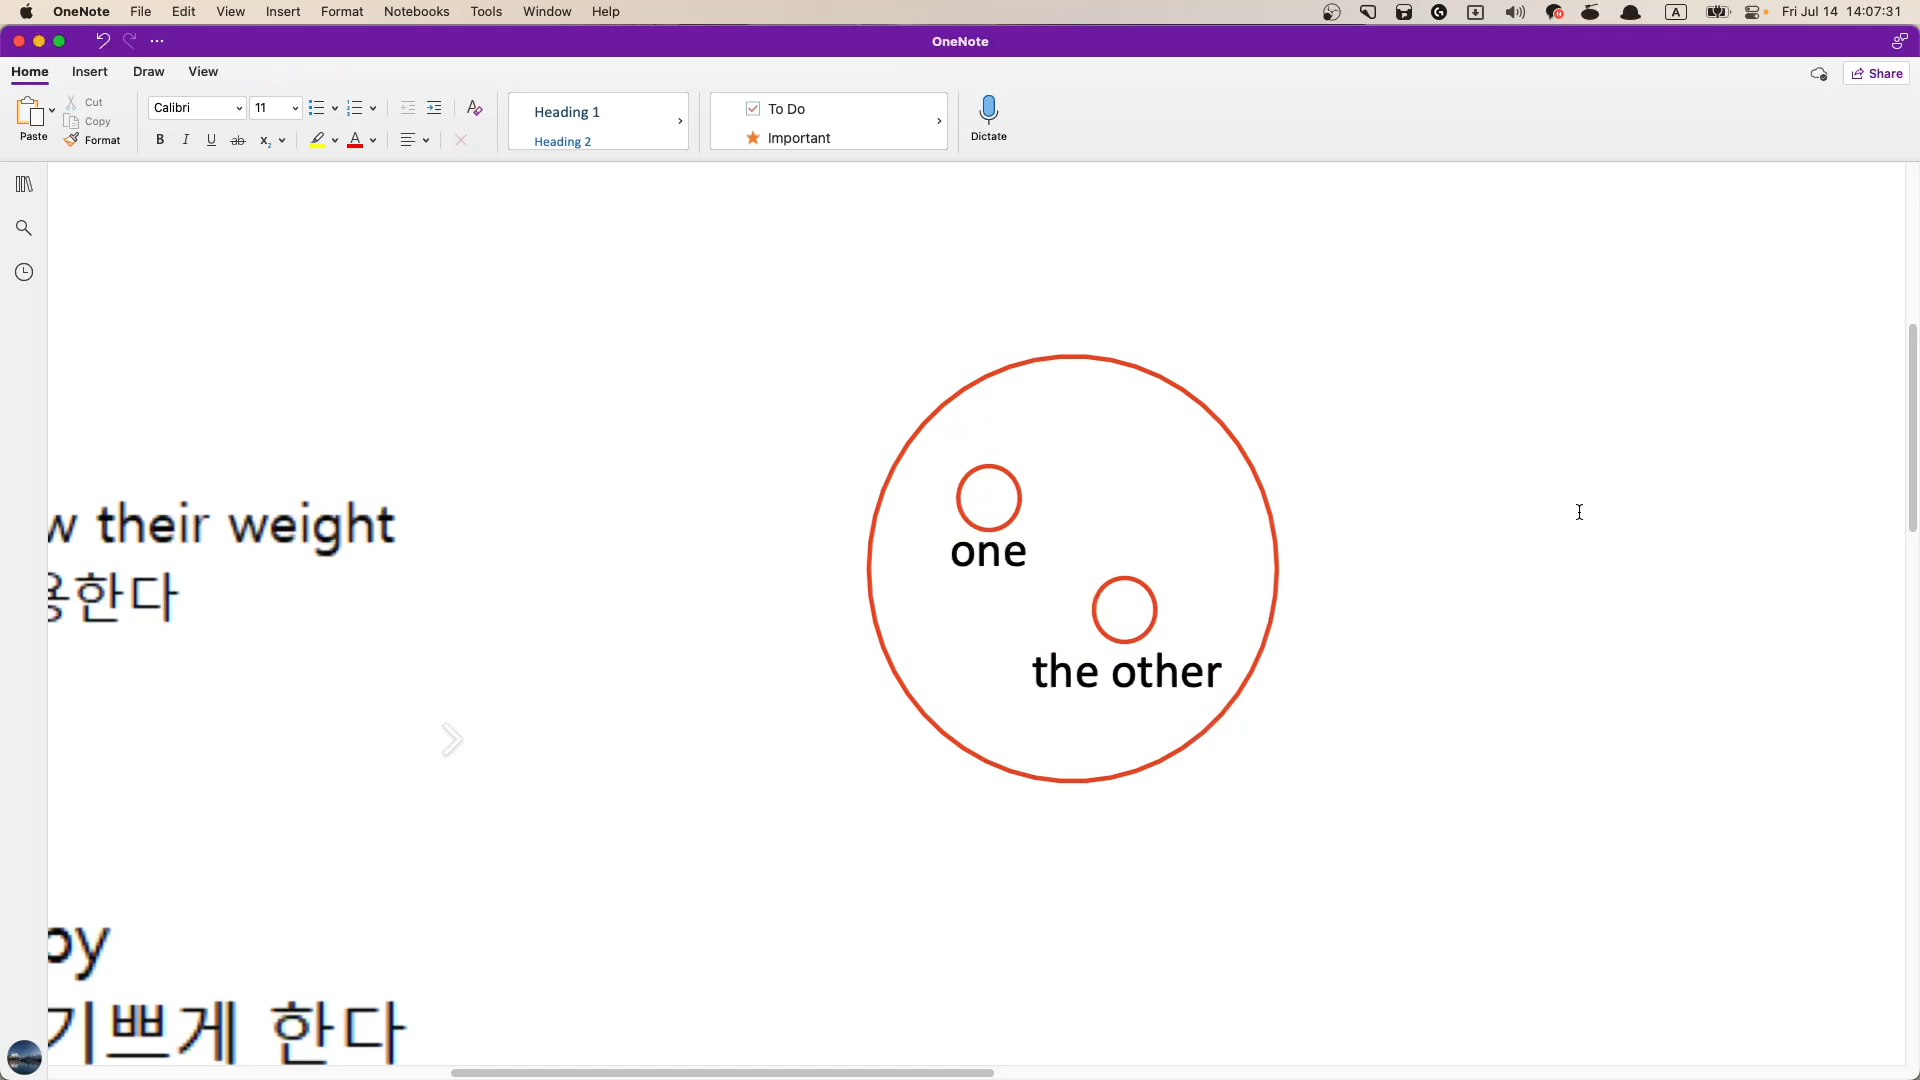 OneNote File Edit View Insert Format Notebooks Tools Window Help A Fri Jul 14 14:07:31
OneNote
Home Insert Draw View Share
Paste Cut Copy Format
Calibri 11
B I U ab x2 A
Heading 1
Heading 2
To Do
Important
Dictate
their weight
한다
one
the other
기쁘게 한다